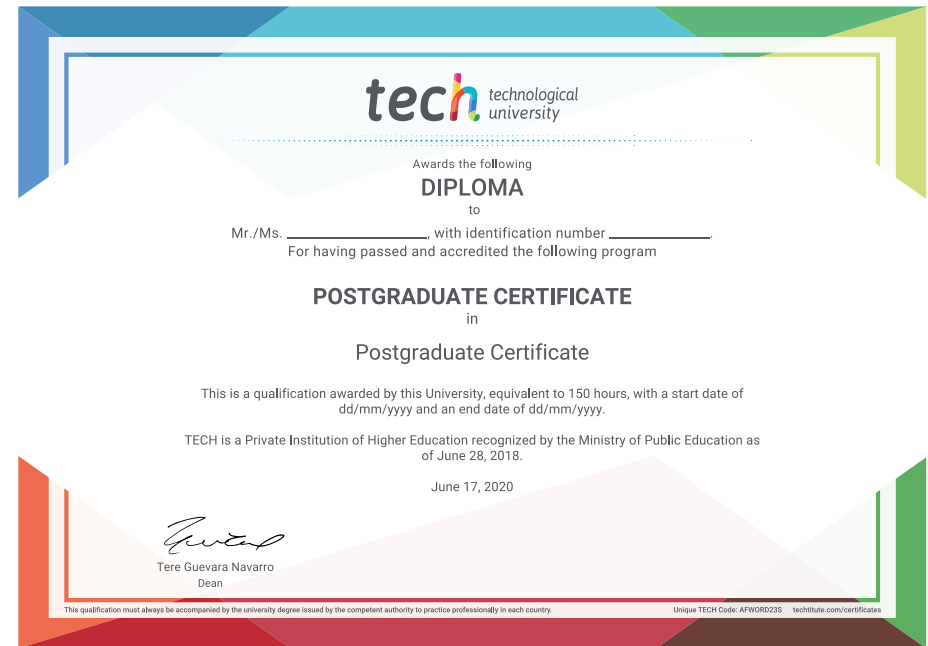 tech technological
university
Awards the following
DIPLOMA
to
Mr./Ms. ________________, with identification number ____________.
For having passed and accredited the following program
POSTGRADUATE CERTIFICATE
in
Postgraduate Certificate
This is a qualification awarded by this University, equivalent to 150 hours, with a start date of
dd/mm/yyyy and an end date of dd/mm/yyyy.
TECH is a Private Institution of Higher Education recognized by the Ministry of Public Education as
of June 28, 2018.
June 17, 2020
Tere Guevara Navarro
Dean
This qualification must always be accompanied by the university degree issued by the competent authority to practice professionally in each country.
Unique TECH Code: AFWORD23S techtitute.com/certificates